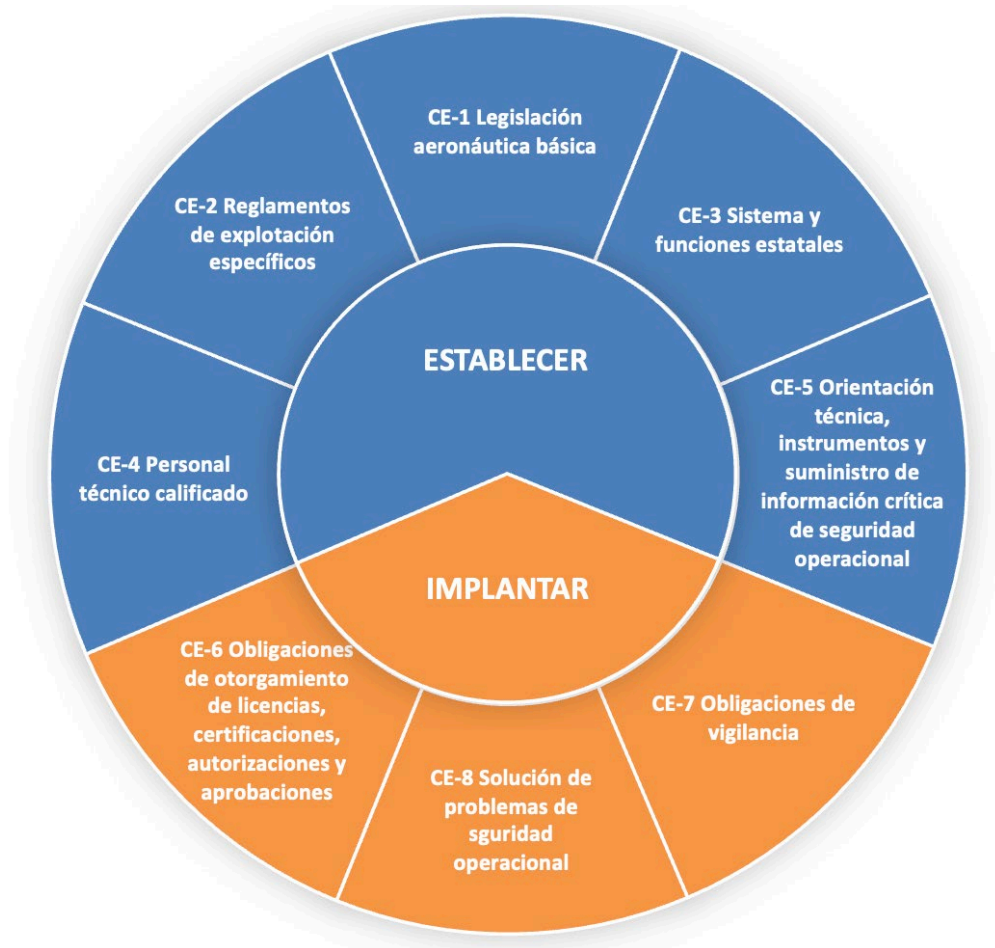 CE-1 Legislación
aeronáutica básica
CE-2 Reglamentos
de explotación
específicos
CE-3 Sistema y
funciones estatales
ESTABLECER
CE-4 Personal
técnico calificado
CE-5 Orientación
técnica,
instrumentos y
suministro de
información crítica
de seguridad
operacional
IMPLANTAR
CE-6 Obligaciones
de otorgamiento
de licencias,
certificaciones,
autorizaciones y
aprobaciones
CE-8 Solución de
problemas de
sguridad
operacional
CE-7 Obligaciones de
vigilancia